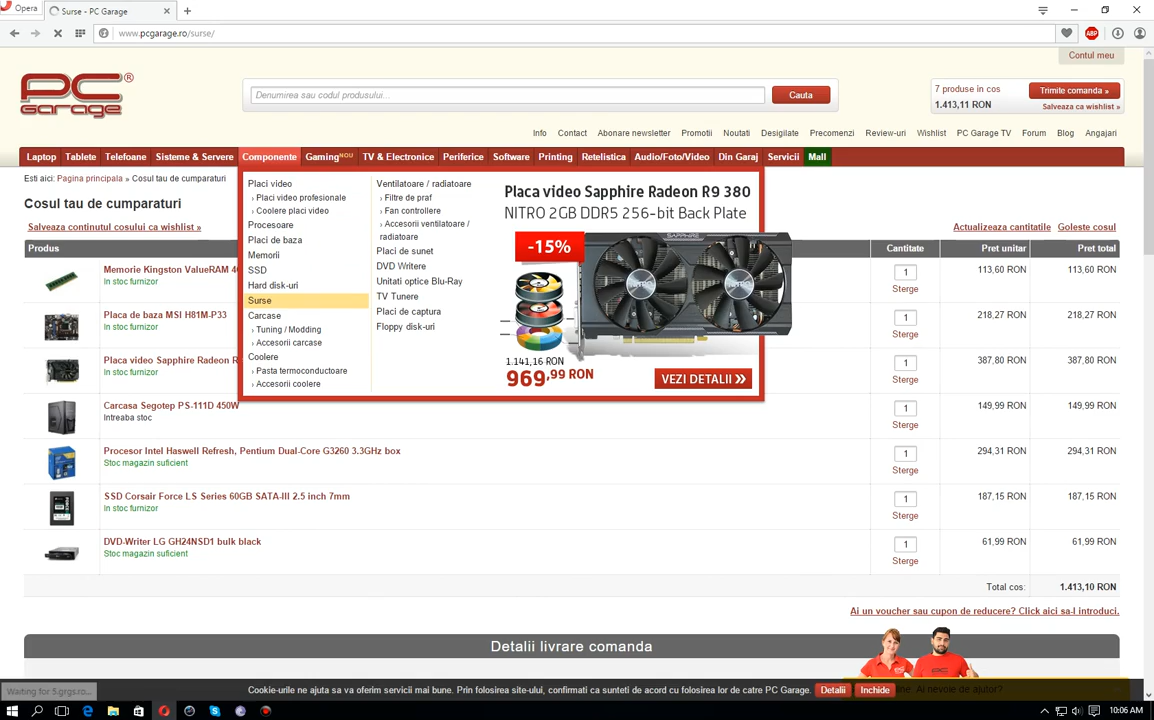 Opera
Surse - PC Garage
www.pcgarage.ro/surse/
ABP
Contul meu
PC Garage ®
Denumirea sau codul produsului...
Cauta
7 produse in cos
1.413,11 RON
Trimite comanda »
Salveaza ca wishlist »
Info Contact Abonare newsletter Promotii Noutati Desigilate Precomenzi Review-uri Wishlist PC Garage TV Forum Blog Angajari
Laptop Tablete Telefoane Sisteme & Servere Componente Gaming NOU TV & Electronice Periferice Software Printing Retelistica Audio/Foto/Video Din Garaj Servicii Mall
Esti aici: Pagina principala » Cosul tau de cumparaturi
Cosul tau de cumparaturi
Salveaza continutul cosului ca wishlist »
Actualizeaza cantitatile Goleste cosul
Placi video
› Placi video profesionale
› Coolere placi video
Procesoare
Placi de baza
Memorii
SSD
Hard disk-uri
Surse
Carcase
› Tuning / Modding
› Accesorii carcase
Coolere
› Pasta termoconductoare
› Accesorii coolere
Ventilatoare / radiatoare
› Filtre de praf
› Fan controllere
› Accesorii ventilatoare /
radiatoare
Placi de sunet
DVD Writere
Unitati optice Blu-Ray
TV Tunere
Placi de captura
Floppy disk-uri
Placa video Sapphire Radeon R9 380
NITRO 2GB DDR5 256-bit Back Plate
-15%
SAPPHIRE
NITRO NITRO
1.141,16 RON
969,99 RON
VEZI DETALII »
Produs Cantitate Pret unitar Pret total
Memorie Kingston ValueRAM 4
In stoc furnizor
1
Sterge
113,60 RON 113,60 RON
Placa de baza MSI H81M-P33
In stoc furnizor
1
Sterge
218,27 RON 218,27 RON
Placa video Sapphire Radeon R
In stoc furnizor
1
Sterge
387,80 RON 387,80 RON
Carcasa Segotep PS-111D 450W
Intreaba stoc
1
Sterge
149,99 RON 149,99 RON
Procesor Intel Haswell Refresh, Pentium Dual-Core G3260 3.3GHz box
Stoc magazin suficient
1
Sterge
294,31 RON 294,31 RON
SSD Corsair Force LS Series 60GB SATA-III 2.5 inch 7mm
In stoc furnizor
1
Sterge
187,15 RON 187,15 RON
DVD-Writer LG GH24NSD1 bulk black
Stoc magazin suficient
1
Sterge
61,99 RON 61,99 RON
Total cos: 1.413,10 RON
Ai un voucher sau cupon de reducere? Click aici sa-l introduci.
Detalii livrare comanda
Waiting for 5.grgs.ro...
Cookie-urile ne ajuta sa va oferim servicii mai bune. Prin folosirea site-ului, confirmati ca sunteti de acord cu folosirea lor de catre PC Garage. Detalii Inchide
line: Ai nevoie de ajutor?
10:06 AM